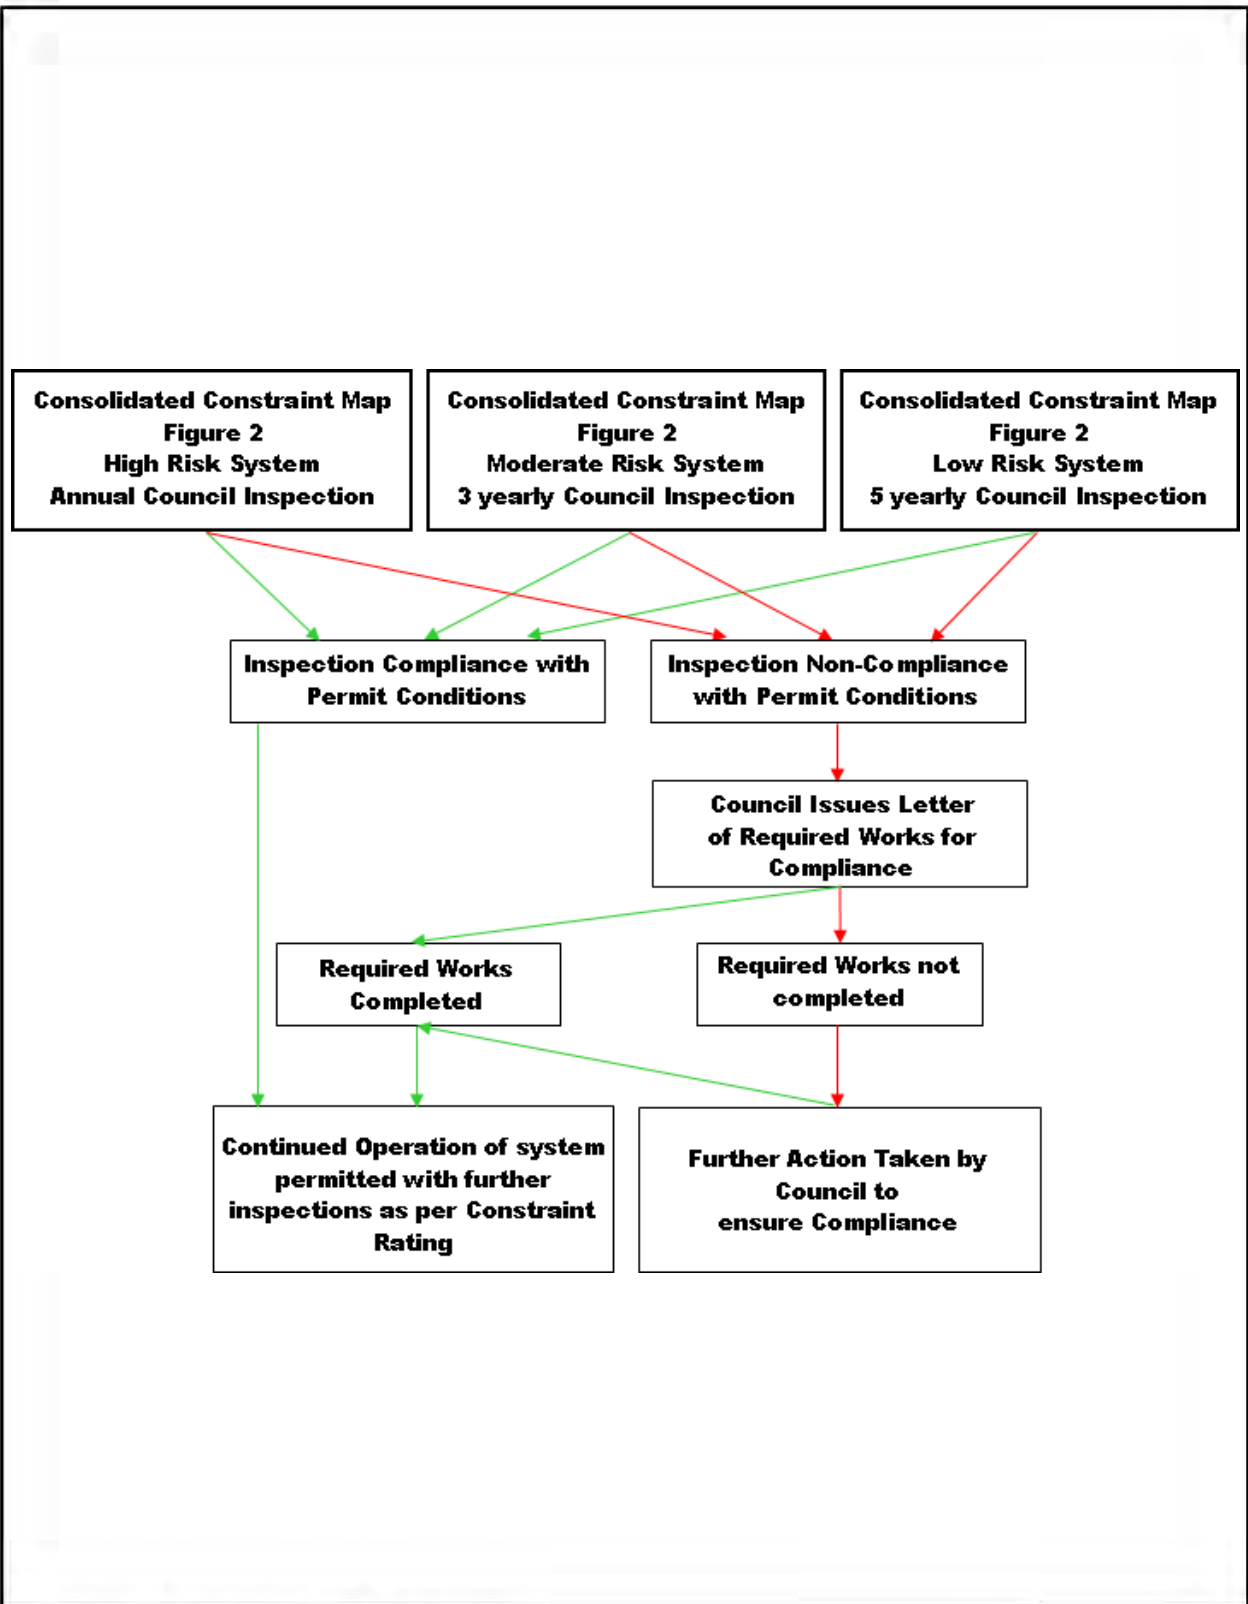 Consolidated Constraint Map
Figure 2
High Risk System
Annual Council Inspection
Consolidated Constraint Map
Figure 2
Moderate Risk System
3 yearly Council Inspection
Consolidated Constraint Map
Figure 2
Low Risk System
5 yearly Council Inspection
Inspection Compliance with
Permit Conditions
Inspection Non-Compliance
with Permit Conditions
Council Issues Letter
of Required Works for
Compliance
Required Works
Completed
Required Works not
completed
Continued Operation of system
permitted with further
inspections as per Constraint
Rating
Further Action Taken by
Council to
ensure Compliance